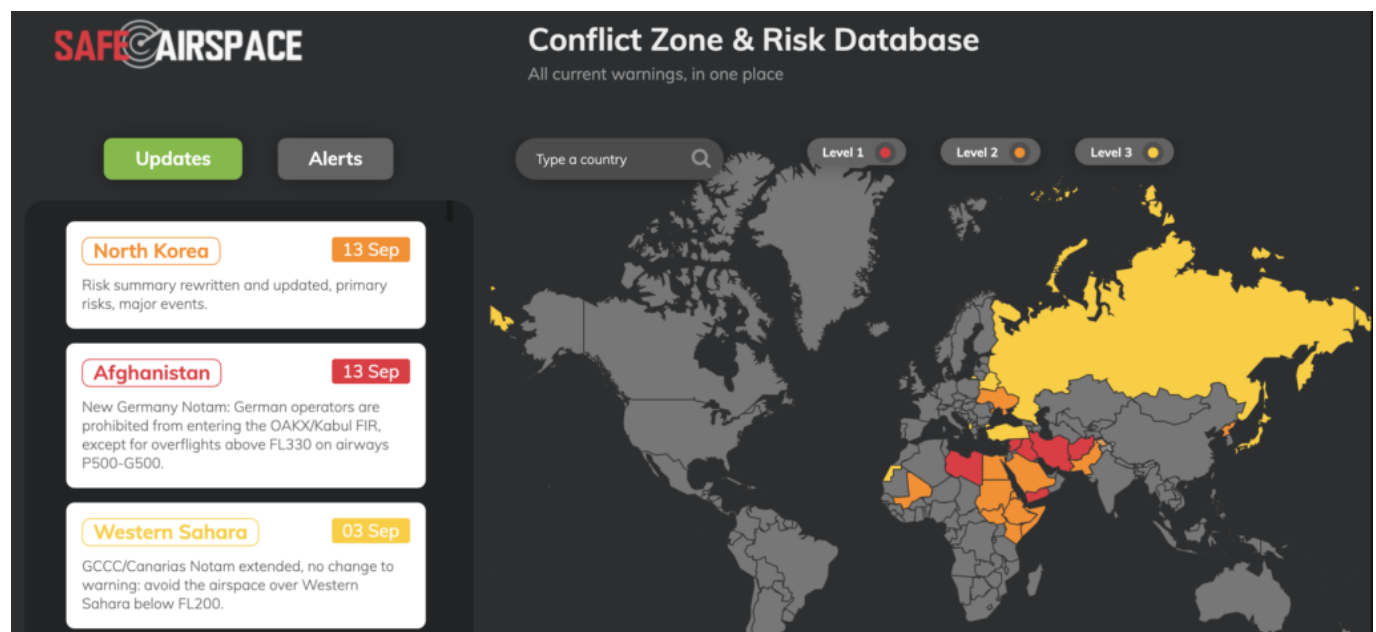 SAFE AIRSPACE
Conflict Zone & Risk Database
All current warnings, in one place
Updates
Alerts
Type a country
Level 1
Level 2
Level 3
North Korea
13 Sep
Risk summary rewritten and updated, primary
risks, major events.
Afghanistan
13 Sep
New Germany Notam: German operators are
prohibited from entering the OAKX/Kabul FIR,
except for overflights above FL330 on airways
P500-G500.
Western Sahara
03 Sep
GCCC/Canarias Notam extended, no change to
warning: avoid the airspace over Western
Sahara below FL200.